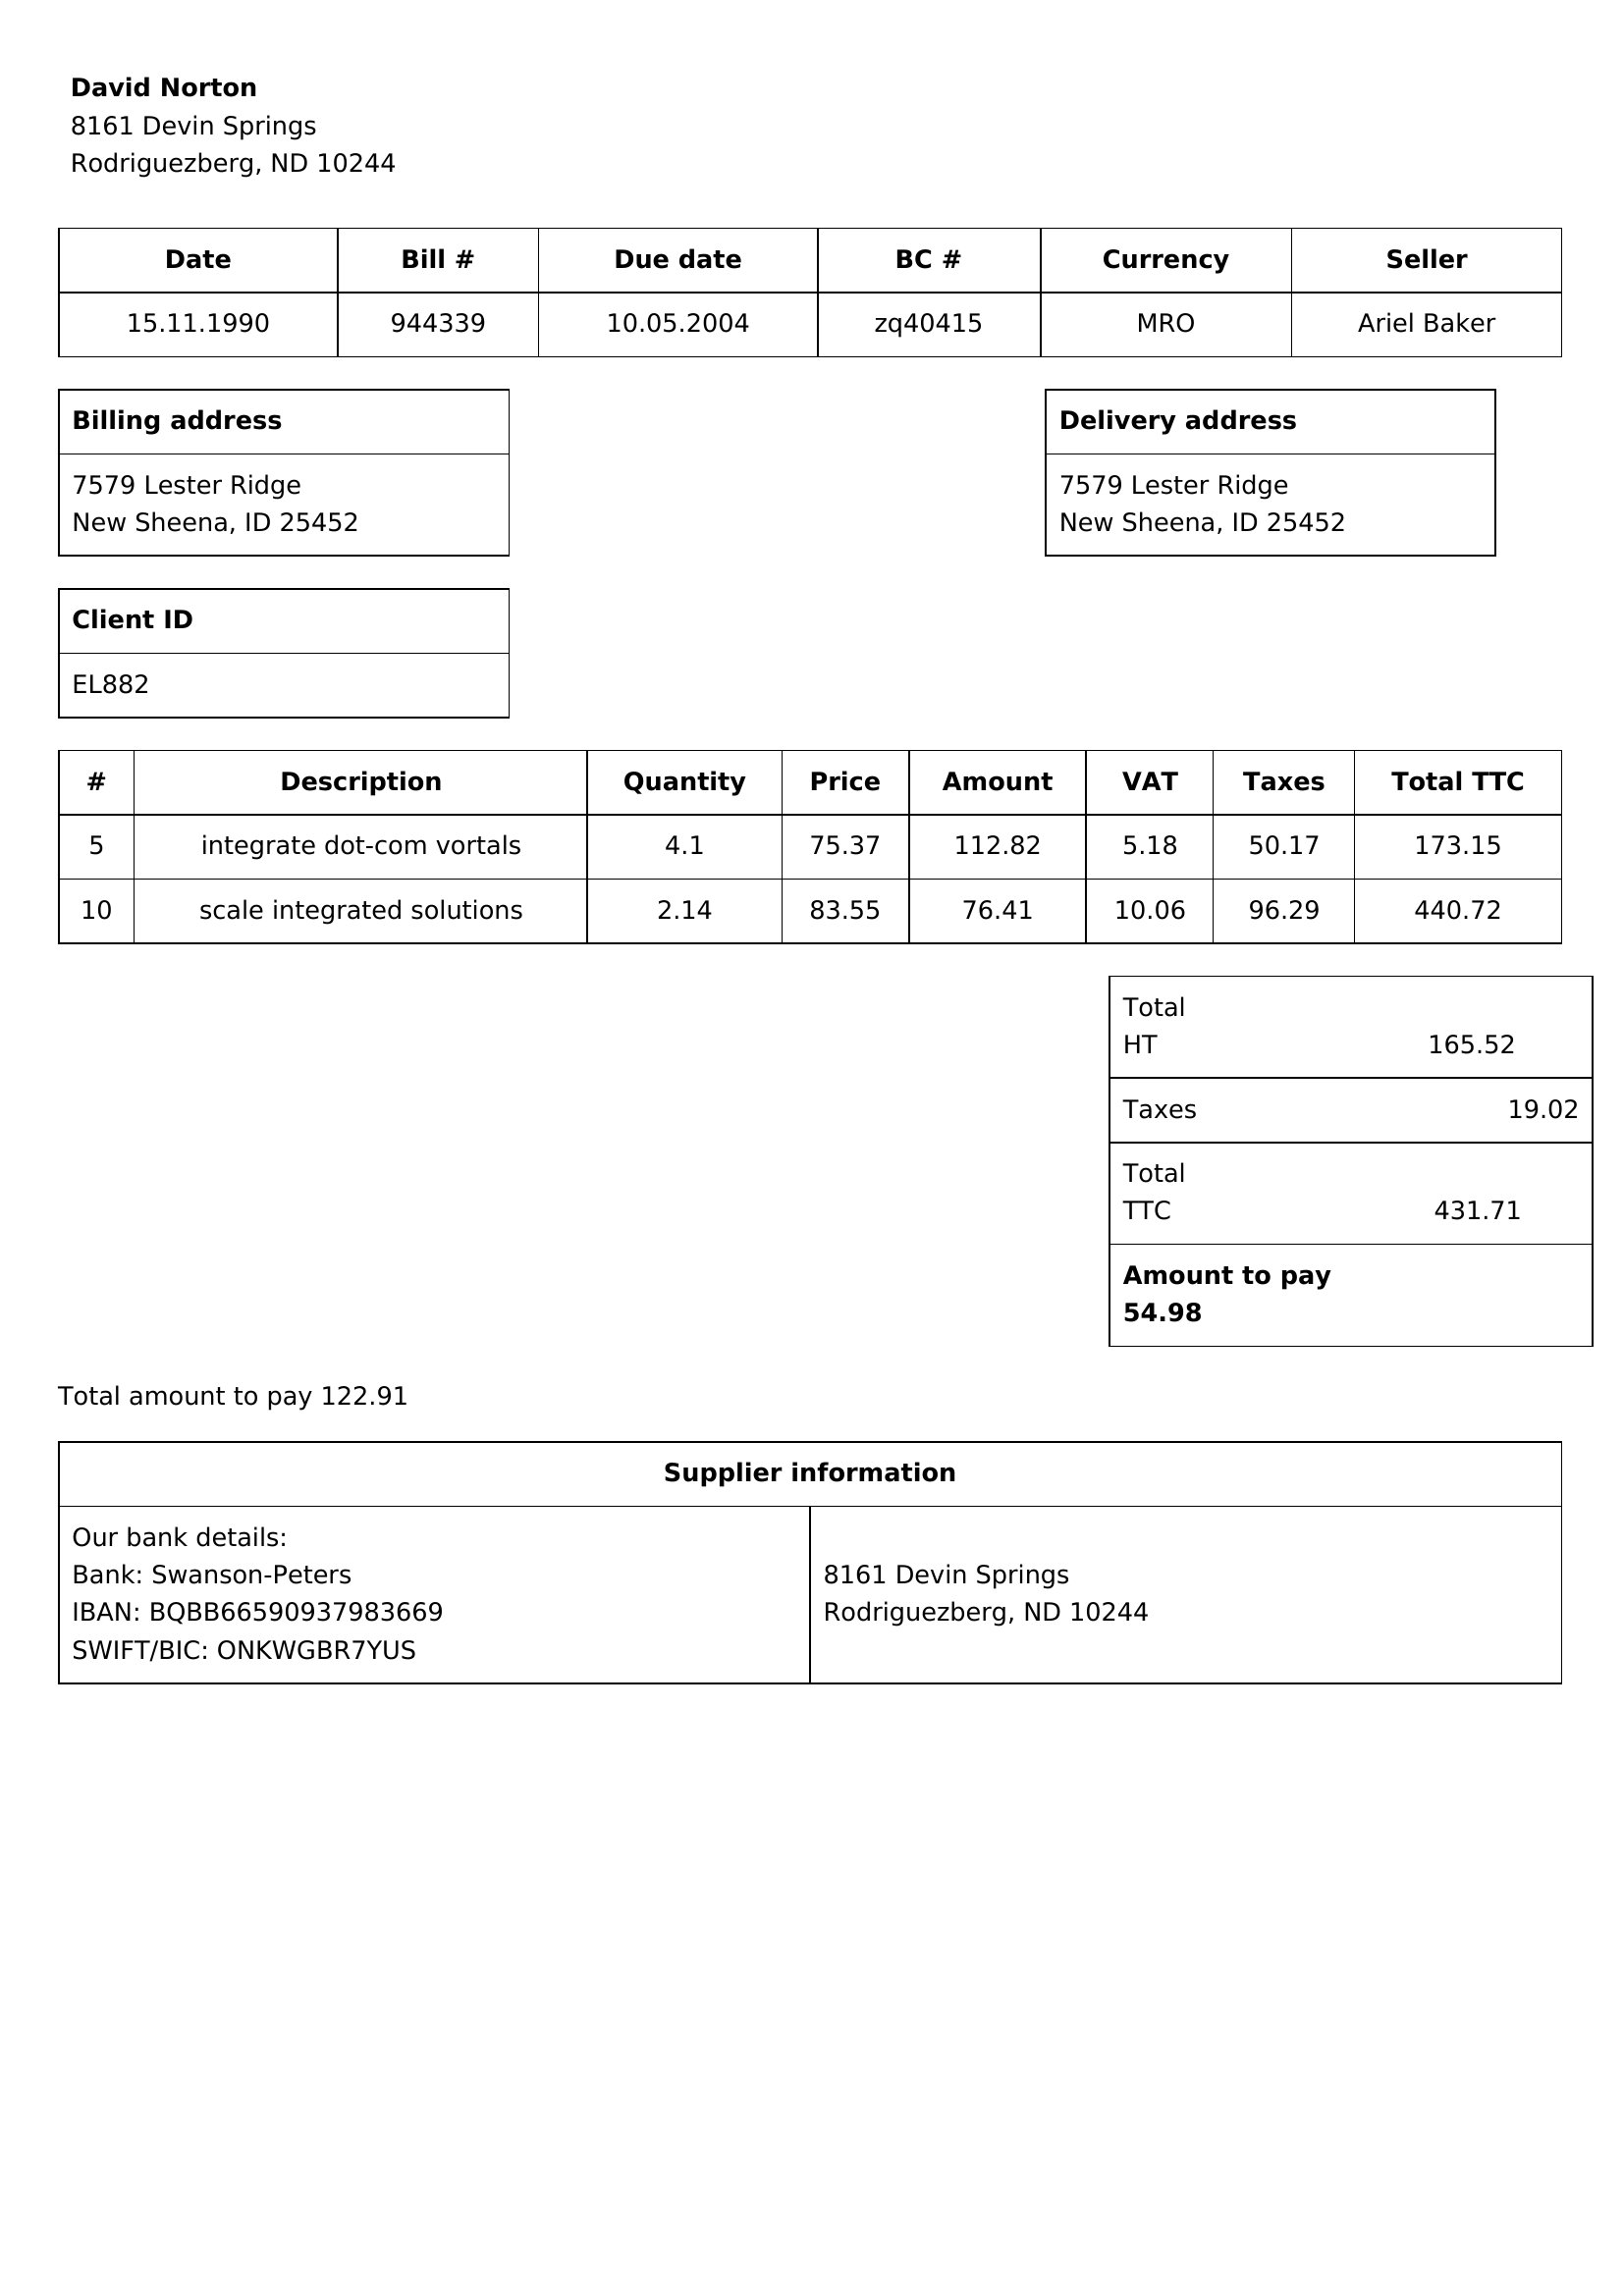 David Norton
8161 Devin Springs
Rodriguezberg, ND 10244
Date Bill # Due date BC # Currency Seller
15.11.1990 944339 10.05.2004 zq40415 MRO Ariel Baker
Billing address
7579 Lester Ridge
New Sheena, ID 25452
Delivery address
7579 Lester Ridge
New Sheena, ID 25452
Client ID
EL882
# Description Quantity Price Amount VAT Taxes Total TTC
5 integrate dot-com vortals 4.1 75.37 112.82 5.18 50.17 173.15
10 scale integrated solutions 2.14 83.55 76.41 10.06 96.29 440.72
Total
HT 165.52
Taxes 19.02
Total
TTC 431.71
Amount to pay
54.98
Total amount to pay 122.91
Supplier information
Our bank details:
Bank: Swanson-Peters
IBAN: BQBB66590937983669
SWIFT/BIC: ONKWGBR7YUS
8161 Devin Springs
Rodriguezberg, ND 10244